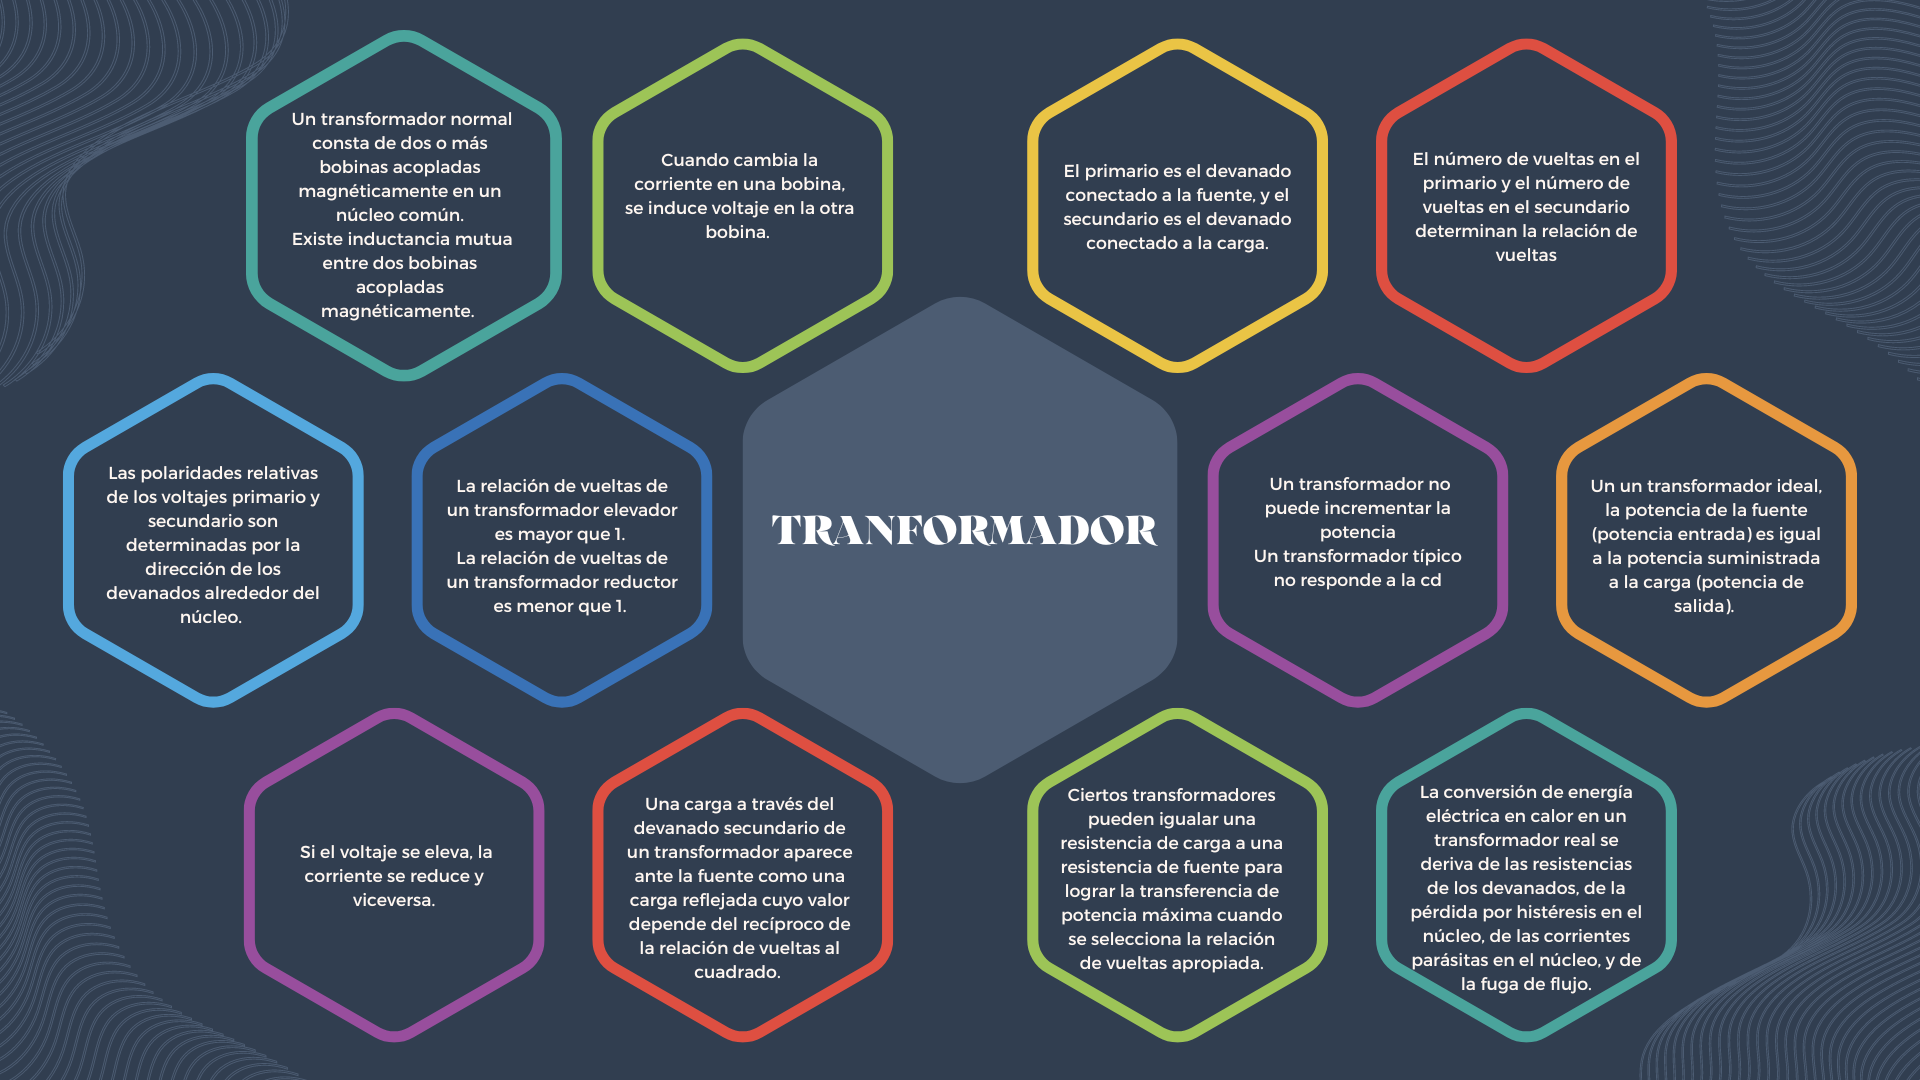 Un transformador normal
consta de dos o más
bobinas acopladas
magnéticamente en un
núcleo común.
Existe inductancia mutua
entre dos bobinas
acopladas
magnéticamente.
Cuando cambia la
corriente en una bobina,
se induce voltaje en la otra
bobina.
El primario es el devanado
conectado a la fuente, y el
secundario es el devanado
conectado a la carga.
El número de vueltas en el
primario y el número de
vueltas en el secundario
determinan la relación de
vueltas
Las polaridades relativas
de los voltajes primario y
secundario son
determinadas por la
dirección de los
devanados alrededor del
núcleo.
La relación de vueltas de
un transformador elevador
es mayor que 1.
La relación de vueltas de
un transformador reductor
es menor que 1.
TRANFORMADOR
Un transformador no
puede incrementar la
potencia
Un transformador típico
no responde a la cd
Un un transformador ideal,
la potencia de la fuente
(potencia entrada) es igual
a la potencia suministrada
a la carga (potencia de
salida).
Si el voltaje se eleva, la
corriente se reduce y
viceversa.
Una carga a través del
devanado secundario de
un transformador aparece
ante la fuente como una
carga reflejada cuyo valor
depende del recíproco de
la relación de vueltas al
cuadrado.
Ciertos transformadores
pueden igualar una
resistencia de carga a una
resistencia de fuente para
lograr la transferencia de
potencia máxima cuando
se selecciona la relación
de vueltas apropiada.
La conversión de energía
eléctrica en calor en un
transformador real se
deriva de las resistencias
de los devanados, de la
pérdida por histéresis en el
núcleo, de las corrientes
parásitas en el núcleo, y de
la fuga de flujo.